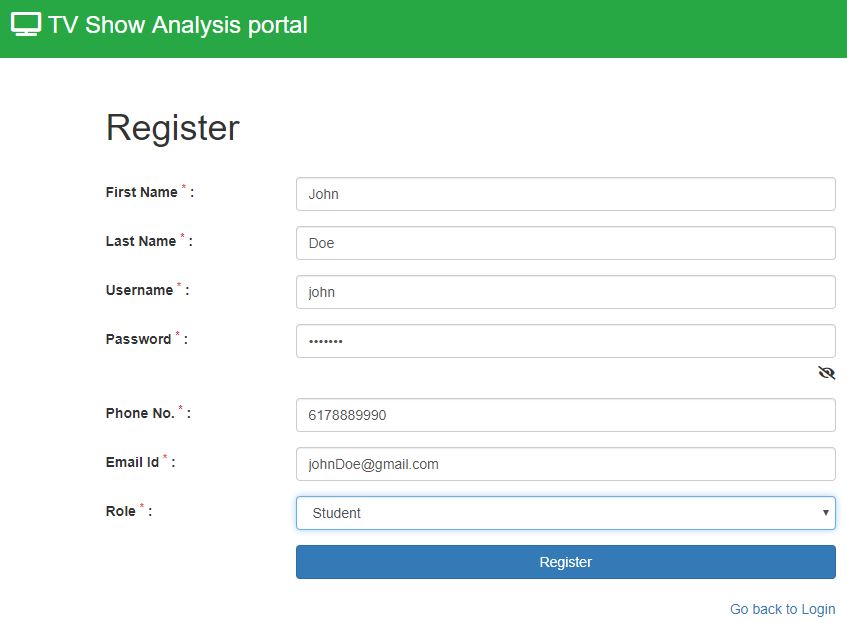 TV Show Analysis portal
Register
First Name * : John
Last Name * : Doe
Username * : john
Password * : •••••••
Phone No. * : 6178889990
Email Id * : johnDoe@gmail.com
Role * : Student
Register
Go back to Login